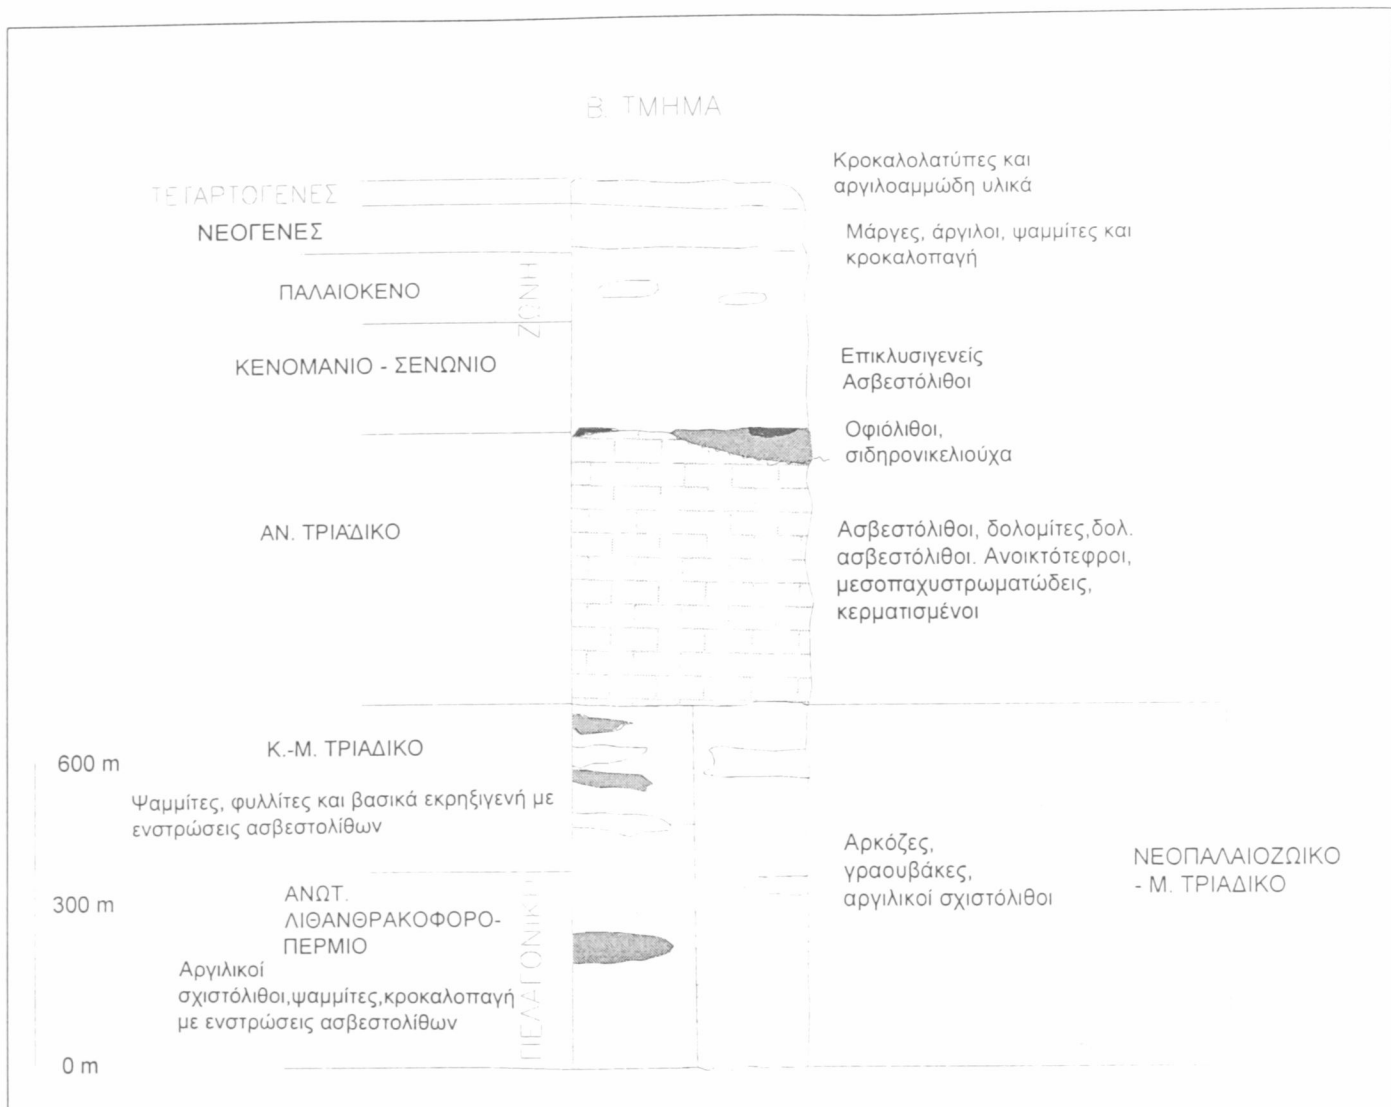 Β. ΤΜΗΜΑ
Κροκαλολατύπες και
αργιλοαμμώδη υλικά
ΤΕΤΑΡΤΟΓΕΝΕΣ
ΝΕΟΓΕΝΕΣ
Μάργες, άργιλοι, ψαμμίτες και
κροκαλοπαγή
ΠΑΛΑΙΟΚΕΝΟ
ΖΩΝΗ
ΚΕΝΟΜΑΝΙΟ - ΣΕΝΩΝΙΟ
Επικλυσιγενείς
Ασβεστόλιθοι
Οφιόλιθοι,
σιδηρονικελιούχα
ΑΝ. ΤΡΙΑΔΙΚΟ
Ασβεστόλιθοι, δολομίτες,δολ.
ασβεστόλιθοι. Ανοικτότεφροι,
μεσοπαχυστρωματώδεις,
κερματισμένοι
Κ.-Μ. ΤΡΙΑΔΙΚΟ
600 m
Ψαμμίτες, φυλλίτες και βασικά εκρηξιγενή με
ενστρώσεις ασβεστολίθων
Αρκόζες,
γραουβάκες,
αργιλικοί σχιστόλιθοι
ΝΕΟΠΑΛΑΙΟΖΩΙΚΟ
- Μ. ΤΡΙΑΔΙΚΟ
300 m
ΑΝΩΤ.
ΛΙΘΑΝΘΡΑΚΟΦΟΡΟ-
ΠΕΡΜΙΟ
ΠΕΛΑΓΟΝΙΚΗ
Αργιλικοί
σχιστόλιθοι,ψαμμίτες,κροκαλοπαγή
με ενστρώσεις ασβεστολίθων
0 m